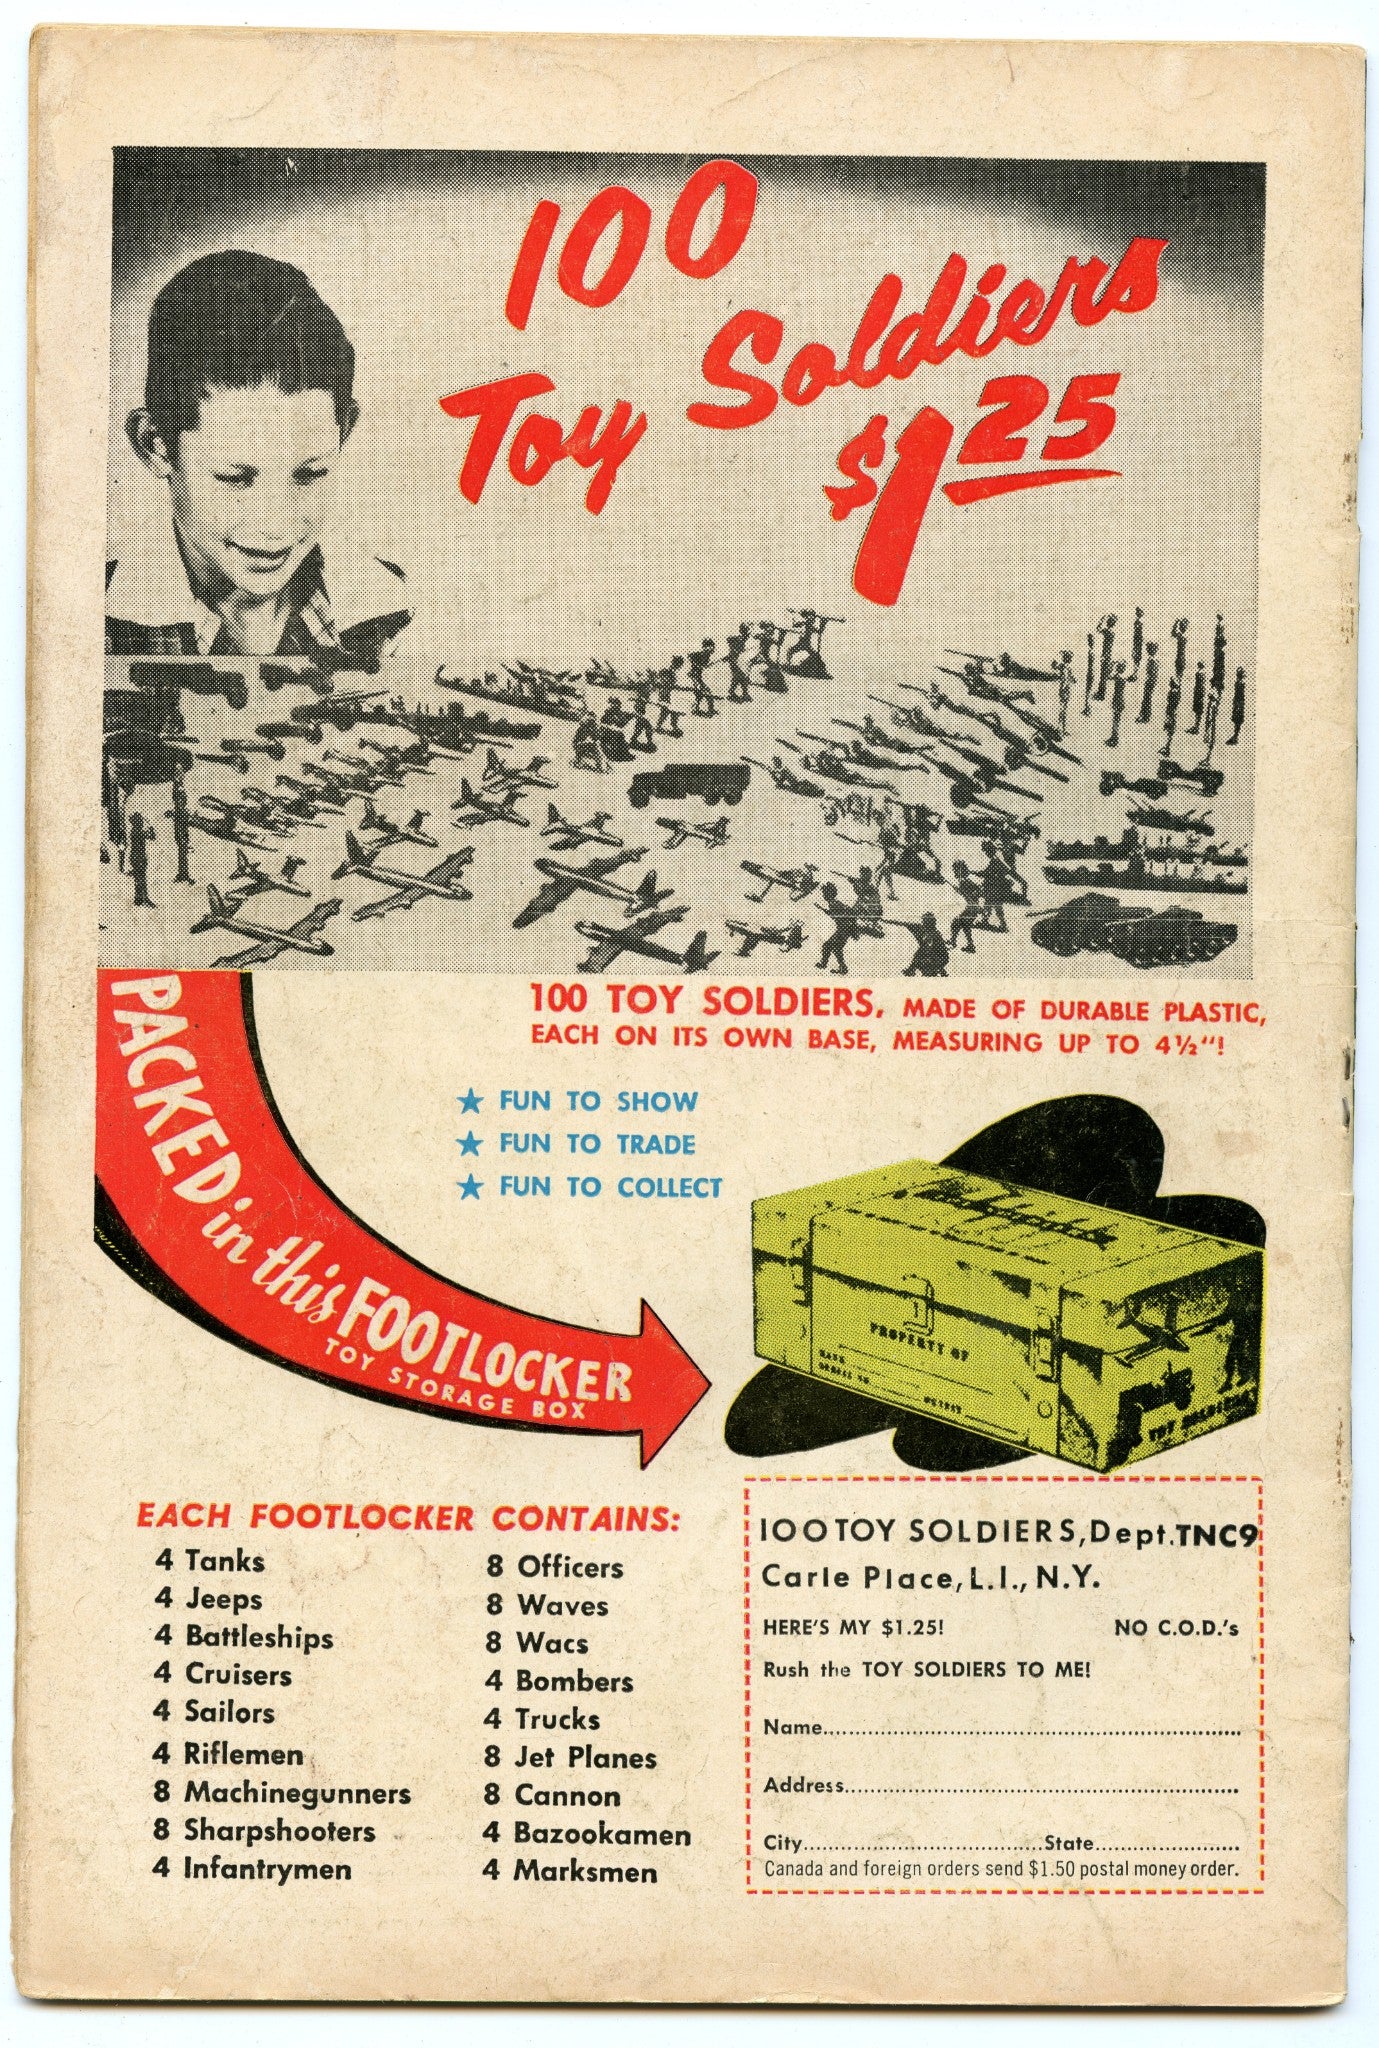 100
Toy Soldiers
$1.25
100 TOY SOLDIERS, MADE OF DURABLE PLASTIC,
EACH ON ITS OWN BASE, MEASURING UP TO 4½"!
★ FUN TO SHOW
★ FUN TO TRADE
★ FUN TO COLLECT
PACKED in this FOOTLOCKER
TOY STORAGE BOX
PROPERTY OF
EACH FOOTLOCKER CONTAINS:
4 Tanks
4 Jeeps
4 Battleships
4 Cruisers
4 Sailors
4 Riflemen
8 Machinegunners
8 Sharpshooters
4 Infantrymen
8 Officers
8 Waves
8 Wacs
4 Bombers
4 Trucks
8 Jet Planes
8 Cannon
4 Bazookamen
4 Marksmen
100 TOY SOLDIERS, Dept. TNC9
Carle Place, L.I., N.Y.
HERE'S MY $1.25! NO C.O.D.'s
Rush the TOY SOLDIERS TO ME!
Name
Address
City State
Canada and foreign orders send $1.50 postal money order.